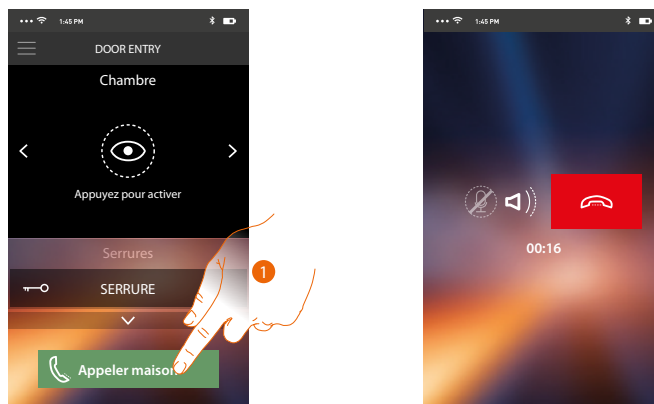 1:45 PM
DOOR ENTRY
Chambre
Appuyez pour activer
Serrures
SERRURE
1
Appeler maison
1:45 PM
00:16